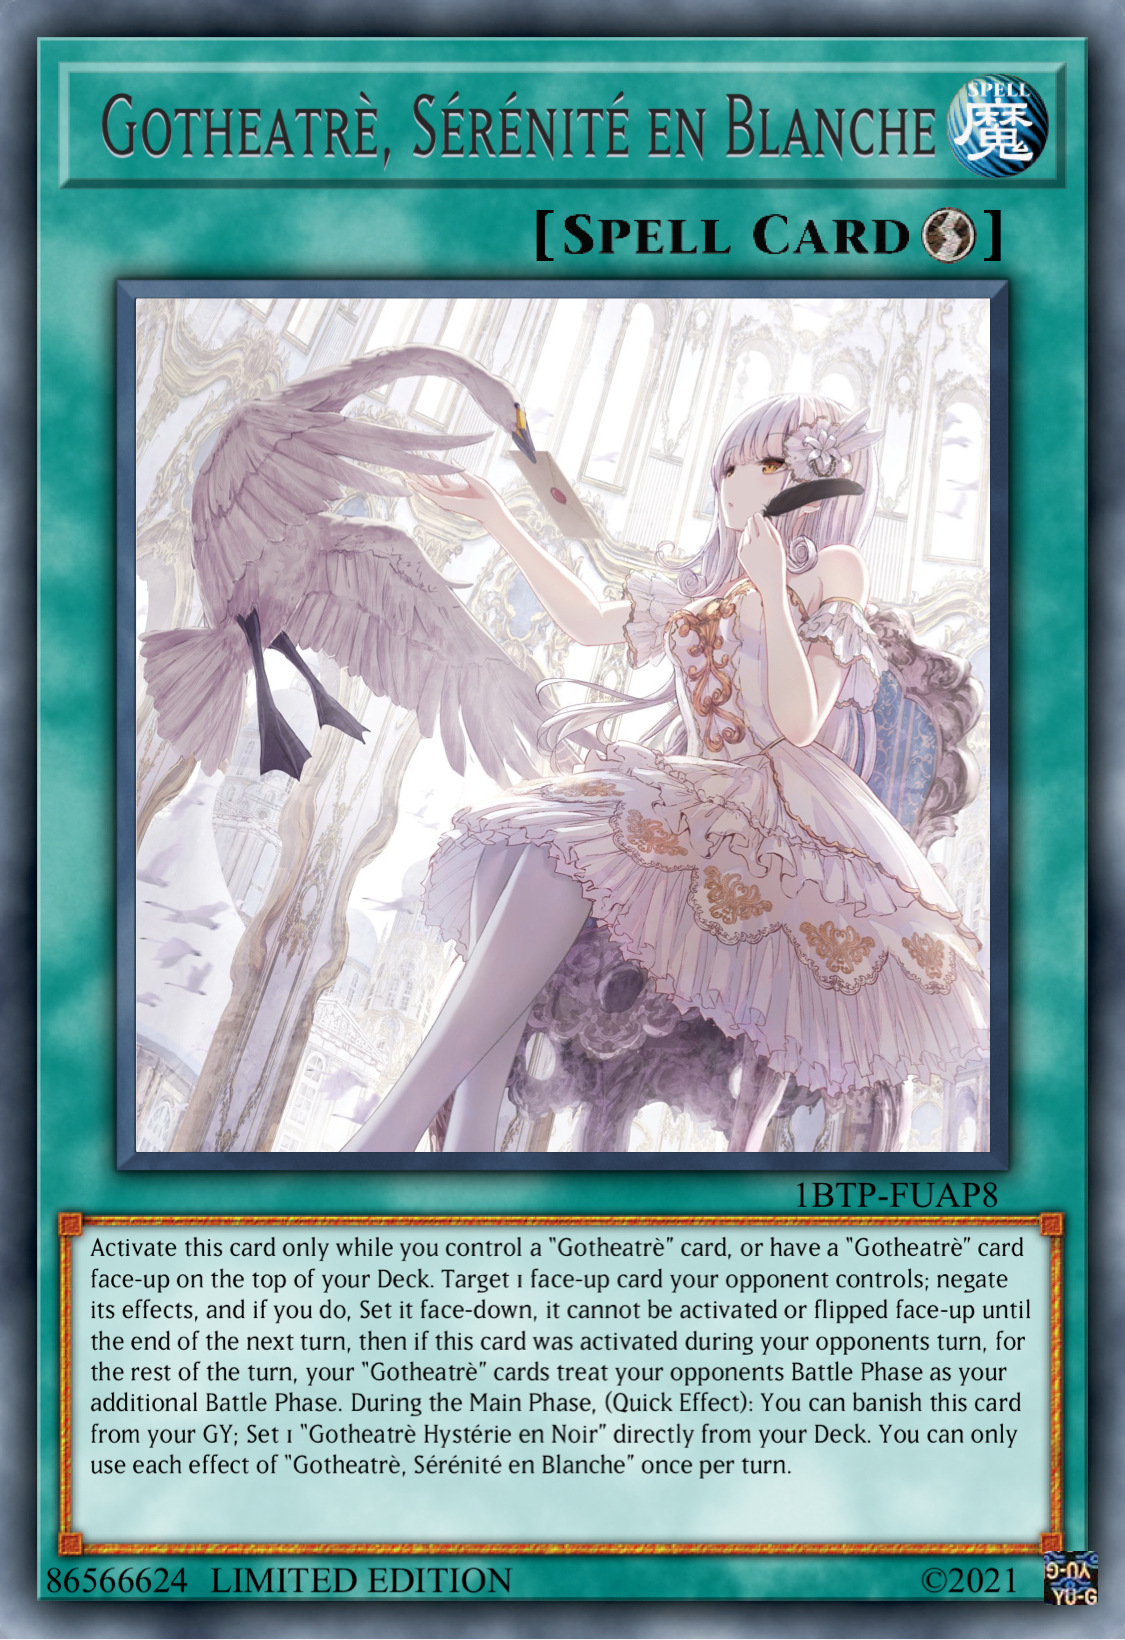 Gotheatrè, Sérénité en Blanche
SPELL
魔
[Spell Card]
1BTP-FUAP8
Activate this card only while you control a "Gotheatrè" card, or have a "Gotheatrè" card
face-up on the top of your Deck. Target 1 face-up card your opponent controls; negate
its effects, and if you do, Set it face-down, it cannot be activated or flipped face-up until
the end of the next turn, then if this card was activated during your opponents turn, for
the rest of the turn, your "Gotheatrè" cards treat your opponents Battle Phase as your
additional Battle Phase. During the Main Phase, (Quick Effect): You can banish this card
from your GY; Set 1 "Gotheatrè Hystérie en Noir" directly from your Deck. You can only
use each effect of "Gotheatrè, Sérénité en Blanche" once per turn.
86566624 LIMITED EDITION
©2021
YU-G
YU-G